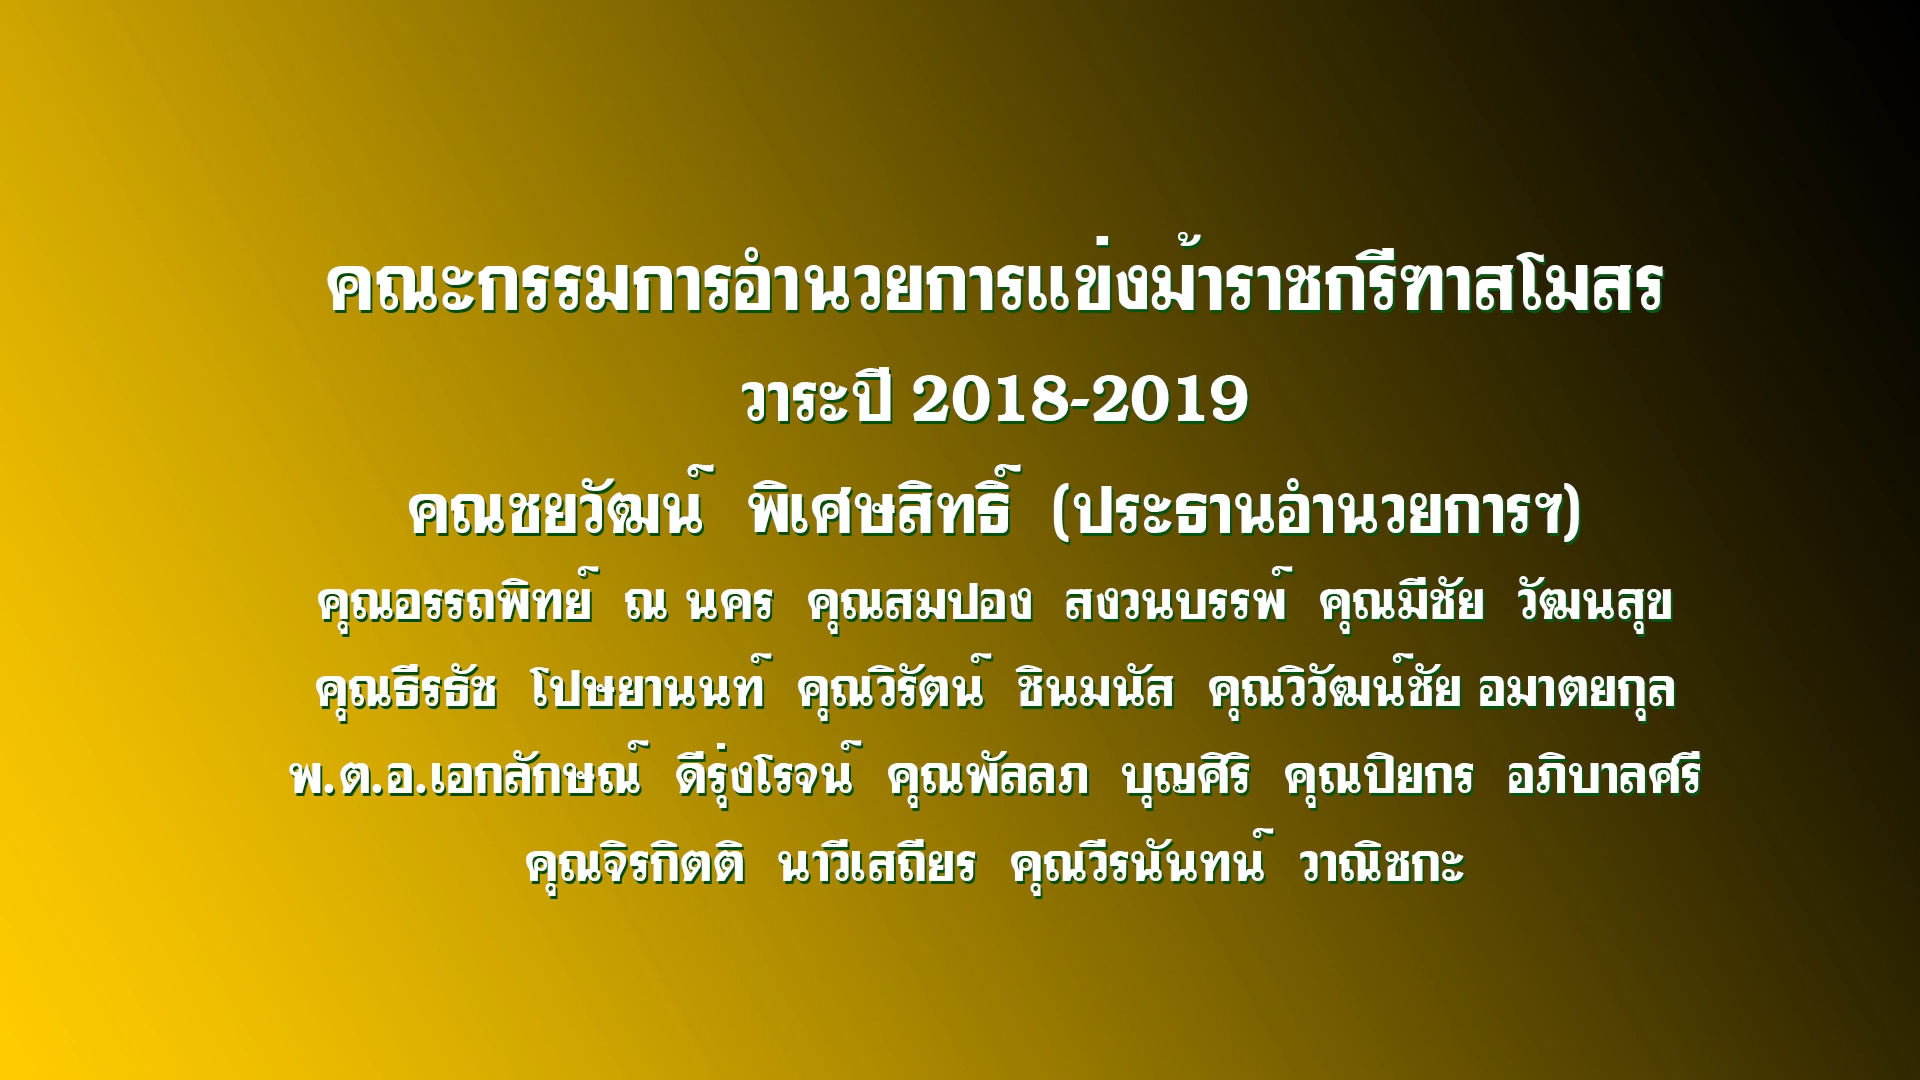 คณะกรรมการอำนวยการแข่งม้าราชกรีฑาสโมสร
วาระปี 2018-2019
คณชยวัฒน์ พิเศษสิทธิ์ (ประธานอำนวยการฯ)
คุณอรรถพิทย์ ณ นคร คุณสมปอง สงวนบรรพ์ คุณมีชัย วัฒนสุข
คุณธีรธัช โปษยานนท์ คุณวิรัตน์ ชินมนัส คุณวิวัฒน์ชัย อมาตยกุล
พ.ต.อ.เอกลักษณ์ ดีรุ่งโรจน์ คุณพัลลภ บุญศิริ คุณปิยกร อภิบาลศรี
คุณจิรกิตติ นาวีเสถียร คุณวีรนันทน์ วาณิชกะ